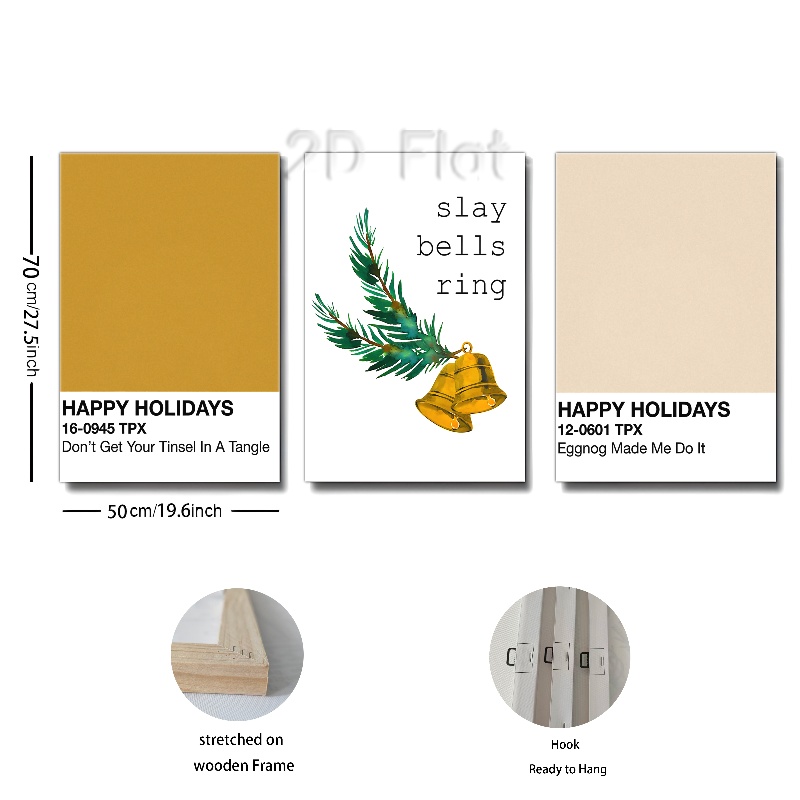 2D Flat
70 cm/27.5inch
HAPPY HOLIDAYS
16-0945 TPX
Don't Get Your Tinsel In A Tangle
slay
bells
ring
HAPPY HOLIDAYS
12-0601 TPX
Eggnog Made Me Do It
50 cm/19.6inch
stretched on
wooden Frame
Hook
Ready to Hang